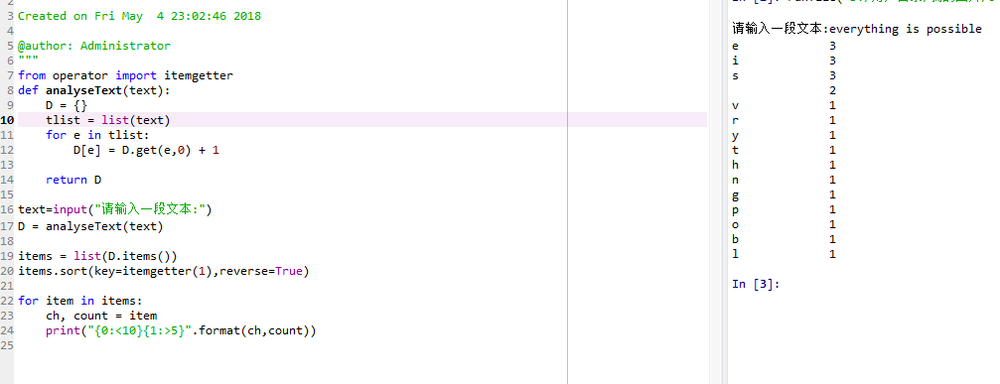 3 Created on Fri May  4 23:02:46 2018
4
5 @author: Administrator
6 """
7 from operator import itemgetter
8 def analyseText(text):
9     D = {}
10     tlist = list(text)
11     for e in tlist:
12         D[e] = D.get(e,0) + 1
13
14     return D
15
16 text=input("请输入一段文本:")
17 D = analyseText(text)
18
19 items = list(D.items())
20 items.sort(key=itemgetter(1),reverse=True)
21
22 for item in items:
23     ch, count = item
24     print("{0:<10}{1:>5}".format(ch,count))
25
请输入一段文本:everything is possible
e             3
i             3
s             3
              2
v             1
r             1
y             1
t             1
h             1
n             1
g             1
p             1
o             1
b             1
l             1
In [3]: